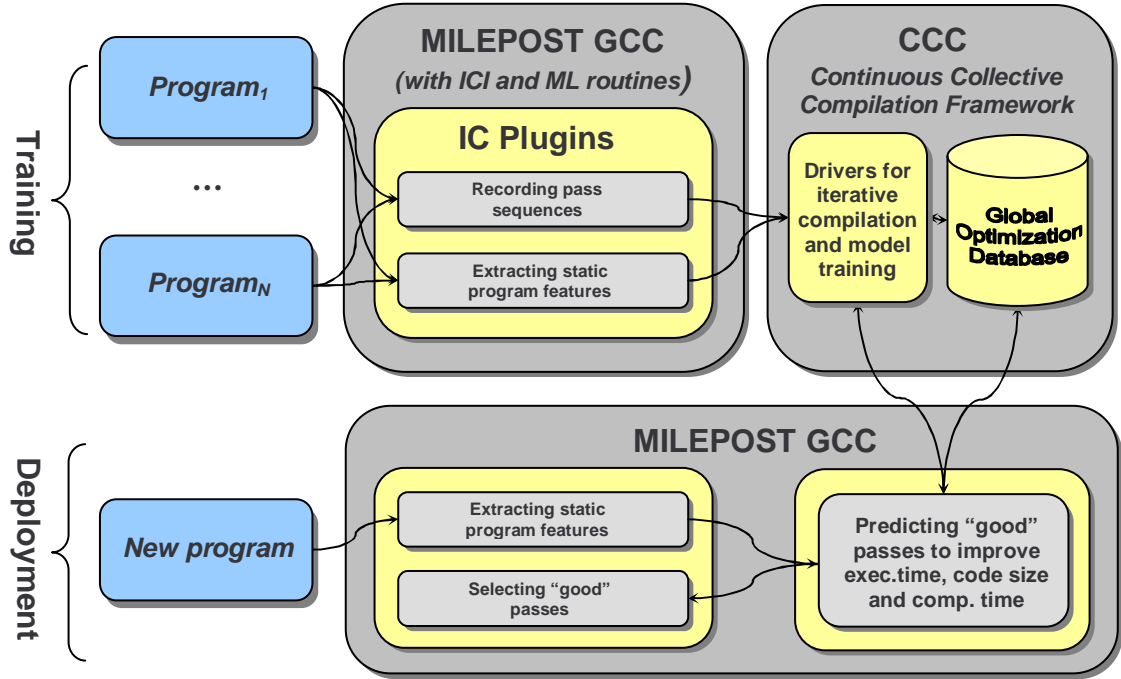 Training
Program1
...
ProgramN
MILEPOST GCC
(with ICI and ML routines)
IC Plugins
Recording pass
sequences
Extracting static
program features
CCC
Continuous Collective
Compilation Framework
Drivers for
iterative
compilation
and model
training
Global
Optimization
Database
Deployment
New program
MILEPOST GCC
Extracting static
program features
Selecting “good”
passes
Predicting “good”
passes to improve
exec.time, code size
and comp. time